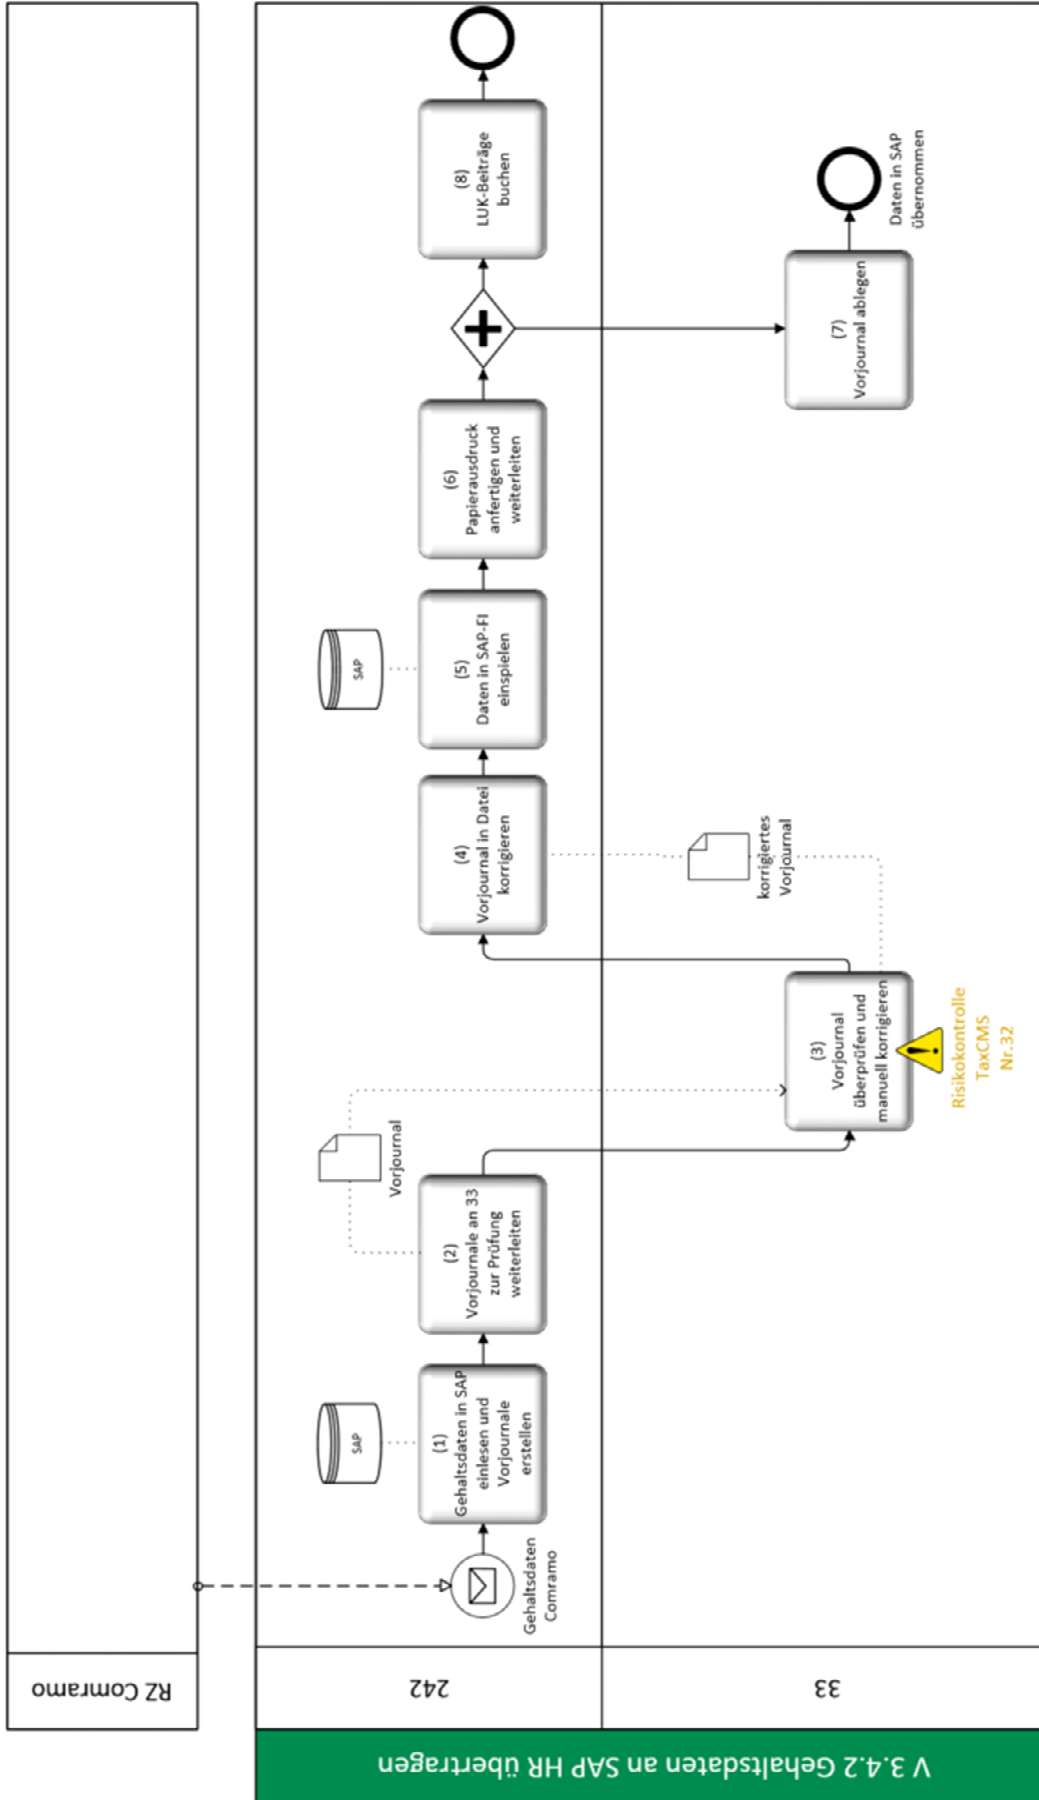 RZ Comramo
V 3.4.2 Gehaltsdaten an SAP HR übertragen
242
33
Gehaltsdaten
Comramo
SAP
(1)
Gehaltsdaten in SAP
einlesen und
Vorjournale
erstellen
(2)
Vorjournale an 33
zur Prüfung
weiterleiten
Vorjournal
(3)
Vorjournal
überprüfen und
manuell korrigieren
Risikokontrolle
TaxCMS
Nr.32
korrigiertes
Vorjournal
(4)
Vorjournal in Datei
korrigieren
SAP
(5)
Daten in SAP-FI
einspielen
(6)
Papierausdruck
anfertigen und
weiterleiten
(7)
Vorjournal ablegen
Daten in SAP
übernommen
(8)
LUK-Beiträge
buchen